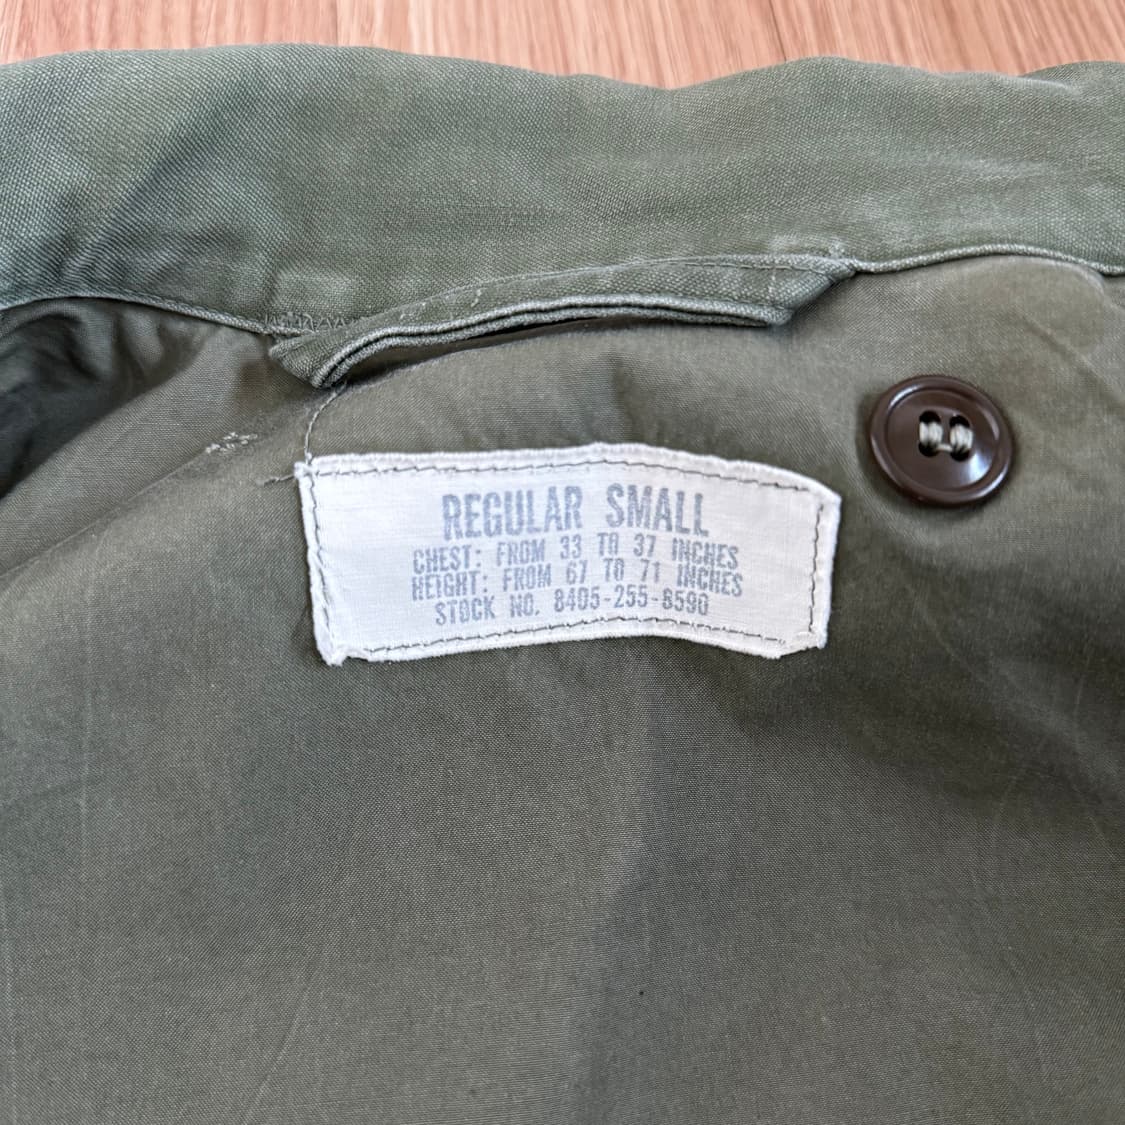 REGULAR SMALL
CHEST: FROM 33 TO 37 INCHES
HEIGHT: FROM 67 TO 71 INCHES
STOCK NO. 8405-255-8590